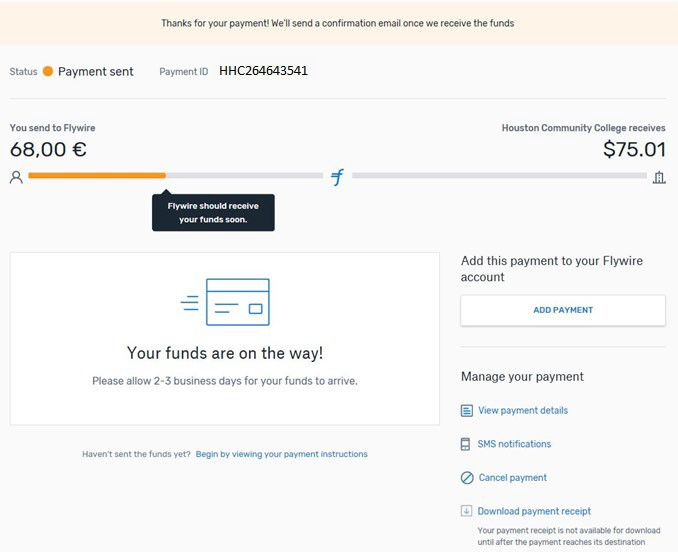 Thanks for your payment! We'll send a confirmation email once we receive the funds
Status Payment sent Payment ID HHC264643541
You send to Flywire
Houston Community College receives
68,00 €
$75.01
Flywire should receive
your funds soon.
Your funds are on the way!
Please allow 2-3 business days for your funds to arrive.
Haven't sent the funds yet? Begin by viewing your payment instructions
Add this payment to your Flywire
account
ADD PAYMENT
Manage your payment
View payment details
SMS notifications
Cancel payment
Download payment receipt
Your payment receipt is not available for download
until after the payment reaches its destination